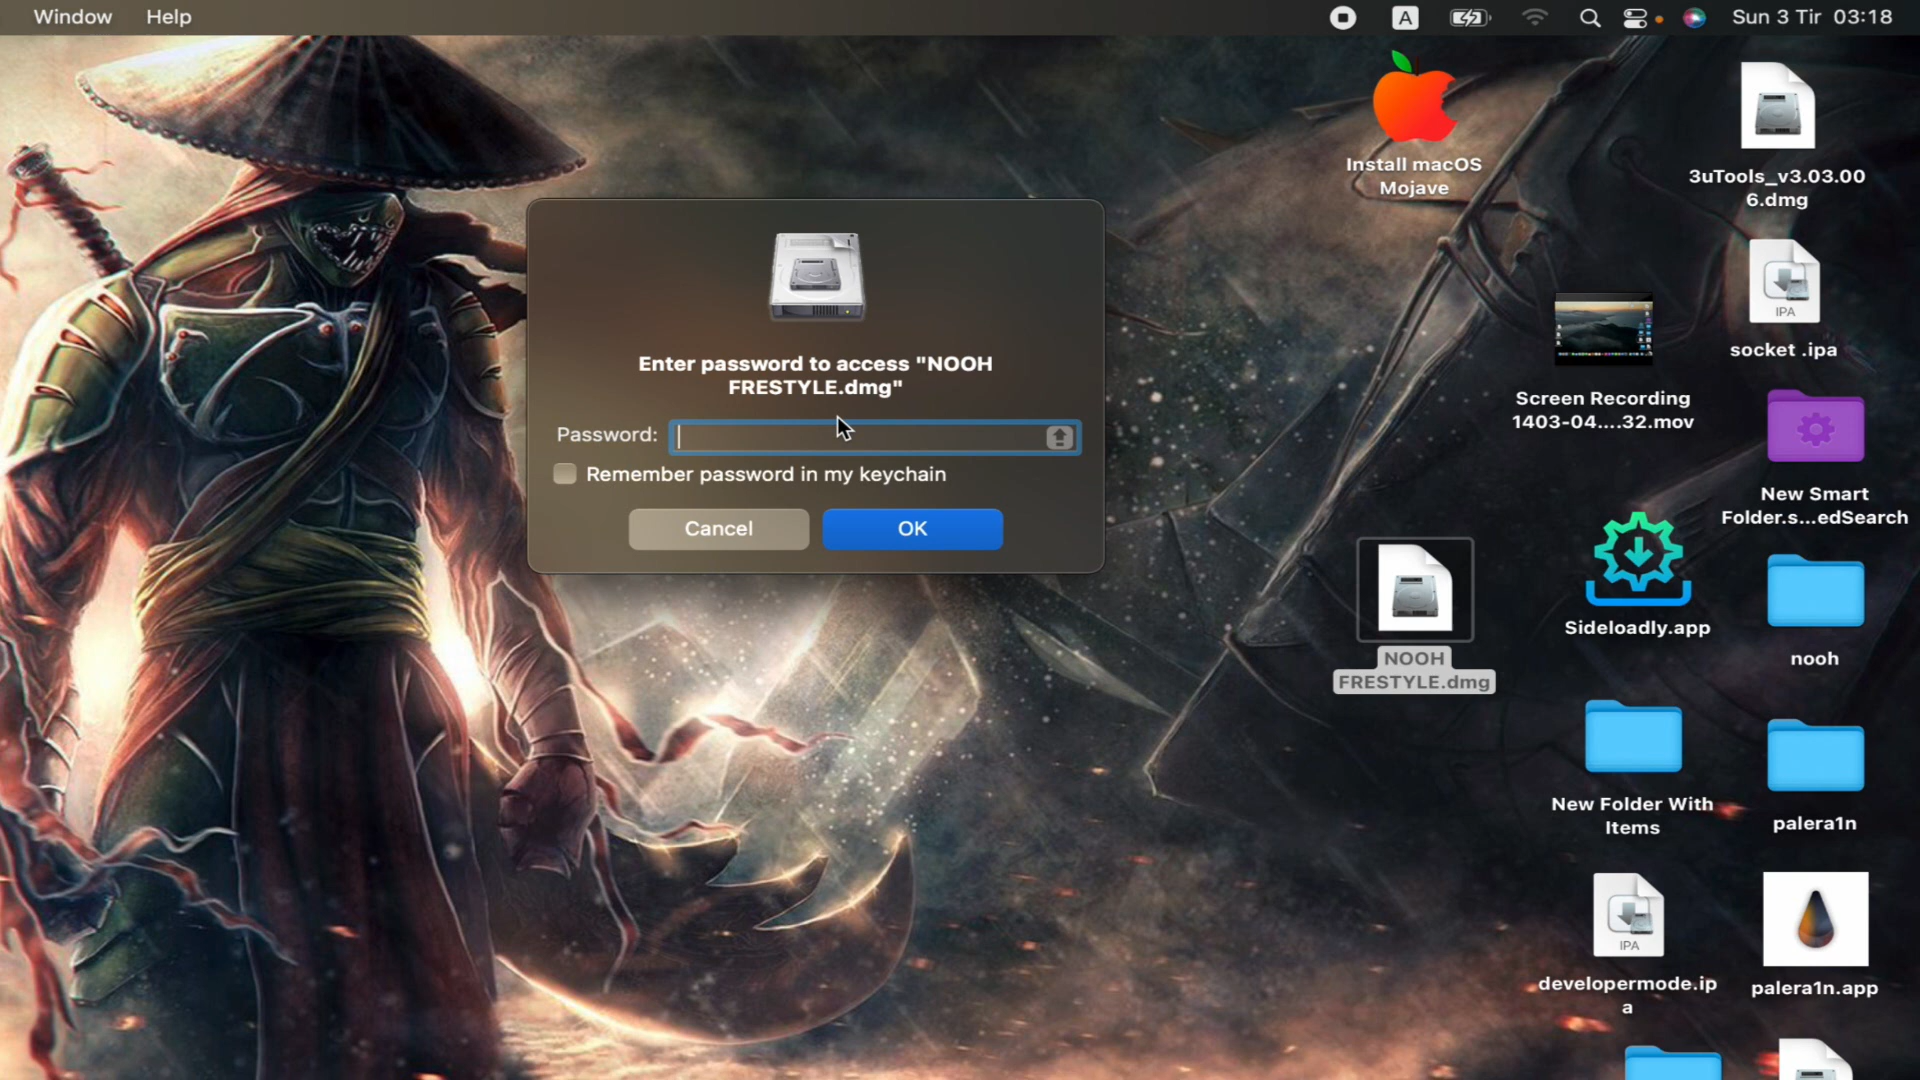 Window Help
A
Sun 3 Tir 03:18
Install macOS
Mojave
3uTools_v3.03.00
6.dmg
IPA
socket .ipa
Enter password to access "NOOH
FRESTYLE.dmg"
Password:
Remember password in my keychain
Cancel
OK
Screen Recording
1403-04....32.mov
New Smart
Folder.s...edSearch
Sideloadly.app
nooh
NOOH
FRESTYLE.dmg
New Folder With
Items
palera1n
IPA
developermode.ip
a
palera1n.app